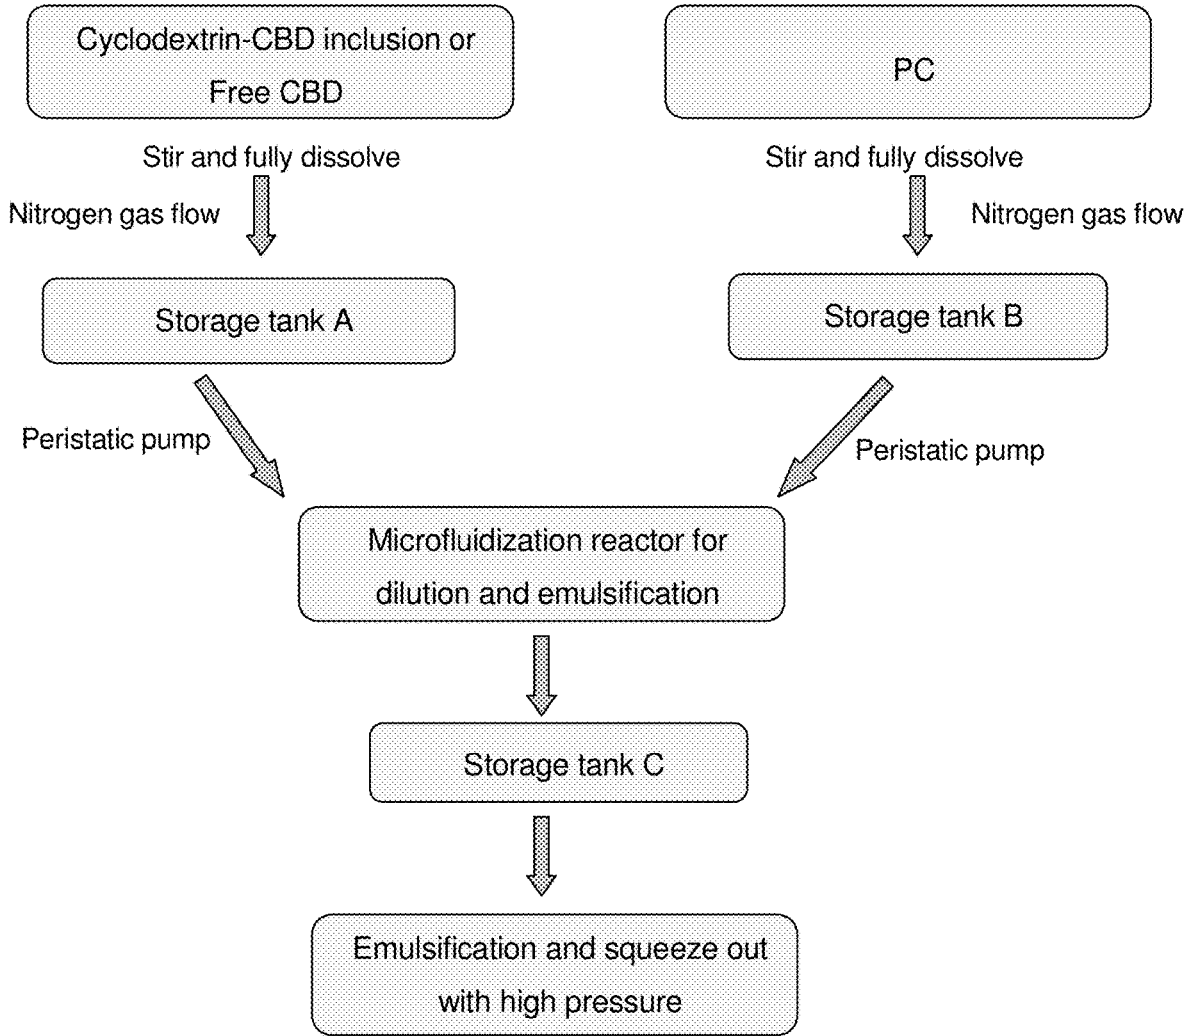 Cyclodextrin-CBD inclusion or
Free CBD
PC
Stir and fully dissolve
Stir and fully dissolve
Nitrogen gas flow
Nitrogen gas flow
Storage tank A
Storage tank B
Peristatic pump
Peristatic pump
Microfluidization reactor for
dilution and emulsification
Storage tank C
Emulsification and squeeze out
with high pressure